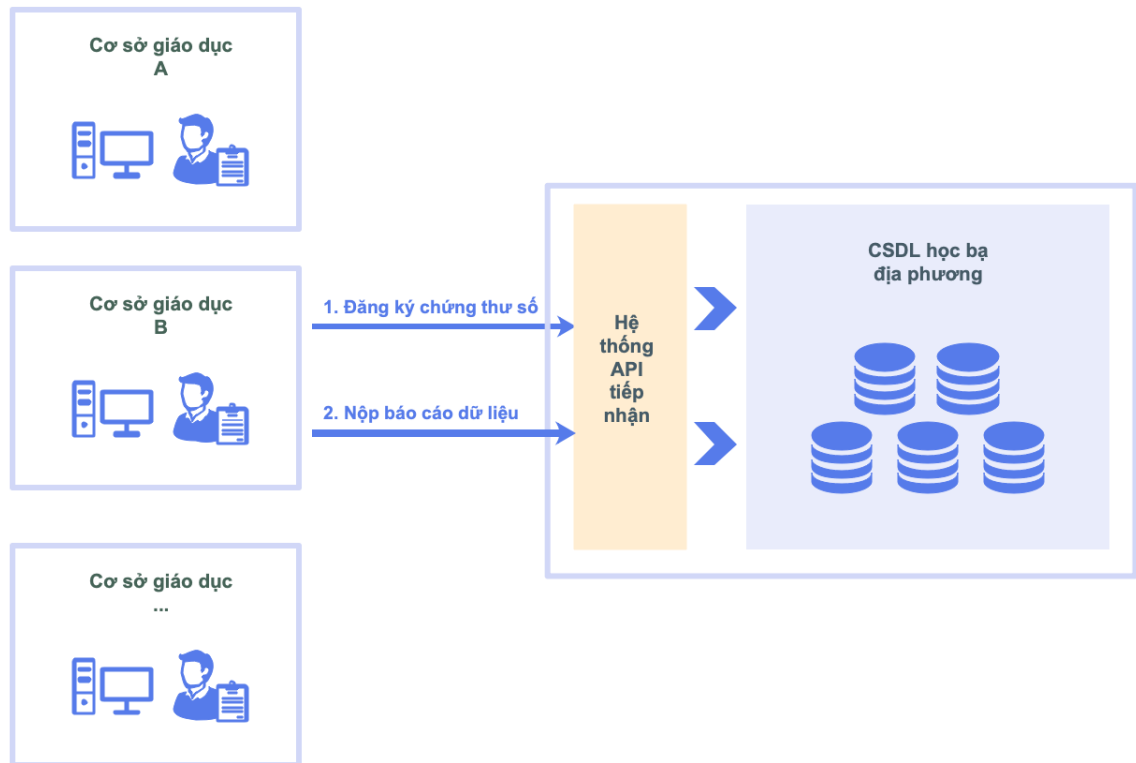 Cơ sở giáo dục
A
Cơ sở giáo dục
B
1. Đăng ký chứng thư số
2. Nộp báo cáo dữ liệu
Hệ
thống
API
tiếp
nhận
CSDL học bạ
địa phương
Cơ sở giáo dục
...